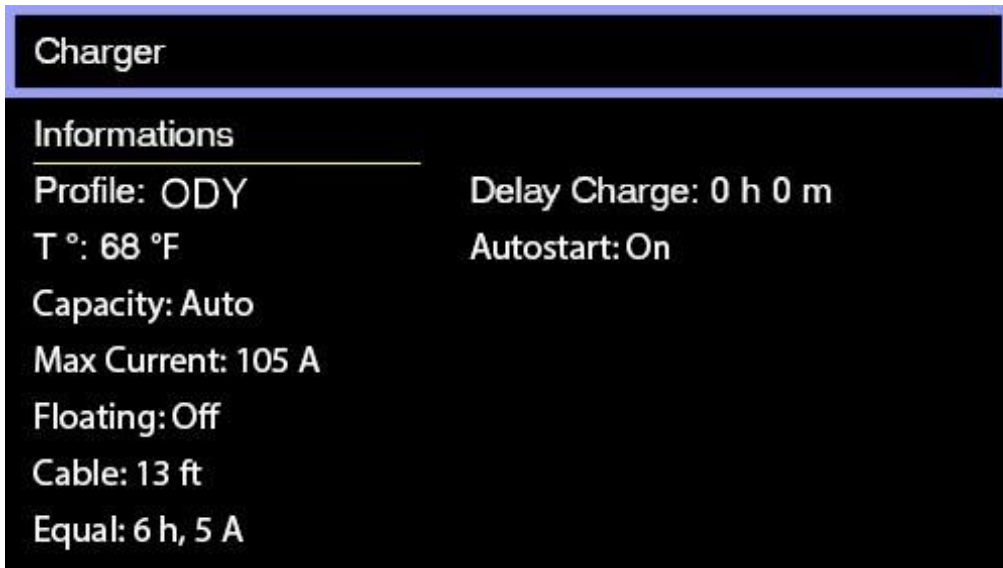 Charger
Informations
Profile: ODY
Delay Charge: 0 h 0 m
T °: 68 °F
Autostart: On
Capacity: Auto
Max Current: 105 A
Floating: Off
Cable: 13 ft
Equal: 6 h, 5 A